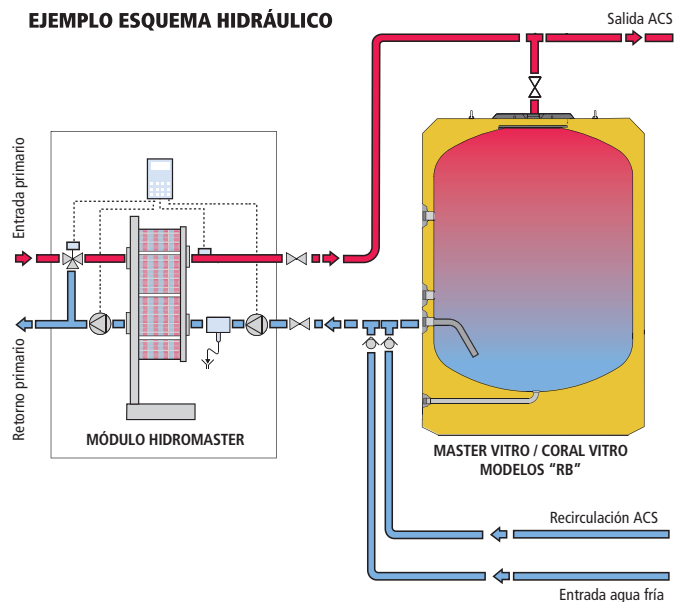 EJEMPLO ESQUEMA HIDRÁULICO
Salida ACS
Entrada primario
Retorno primario
MÓDULO HIDROMASTER
MASTER VITRO / CORAL VITRO
MODELOS “RB”
Recirculación ACS
Entrada agua fría